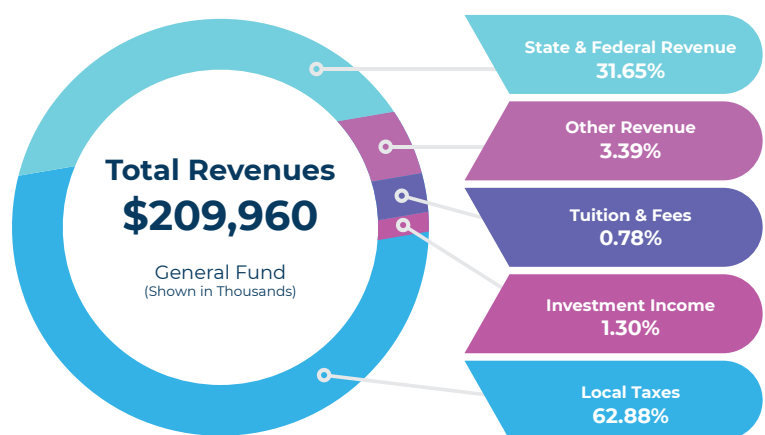 Total Revenues
$209,960
General Fund
(Shown in Thousands)
State & Federal Revenue
31.65%
Other Revenue
3.39%
Tuition & Fees
0.78%
Investment Income
1.30%
Local Taxes
62.88%